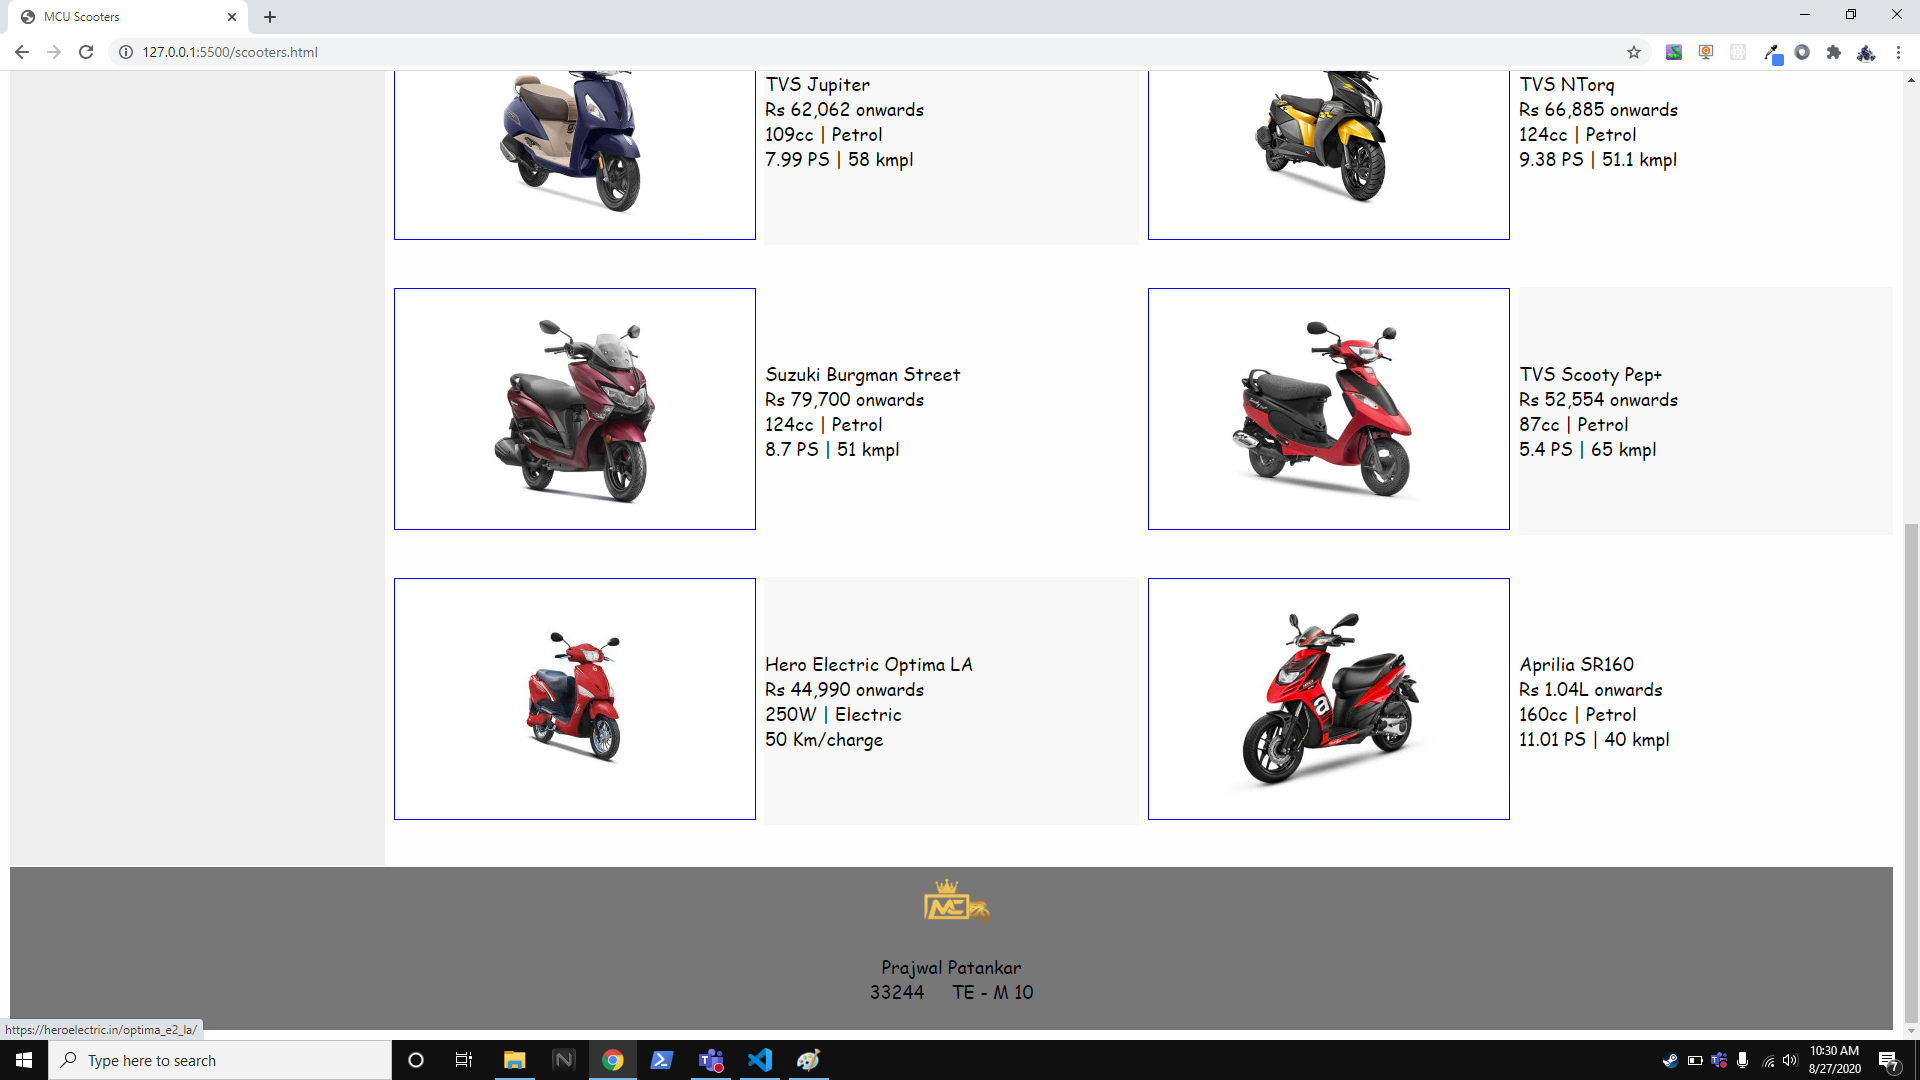 MCU Scooters
127.0.0.1:5500/scooters.html
TVS Jupiter
Rs 62,062 onwards
109cc | Petrol
7.99 PS | 58 kmpl
TVS NTorq
Rs 66,885 onwards
124cc | Petrol
9.38 PS | 51.1 kmpl
Suzuki Burgman Street
Rs 79,700 onwards
124cc | Petrol
8.7 PS | 51 kmpl
TVS Scooty Pep+
Rs 52,554 onwards
87cc | Petrol
5.4 PS | 65 kmpl
Hero Electric Optima LA
Rs 44,990 onwards
250W | Electric
50 Km/charge
Aprilia SR160
Rs 1.04L onwards
160cc | Petrol
11.01 PS | 40 kmpl
MC
Prajwal Patankar
33244 TE - M 10
https://heroelectric.in/optima_e2_la/
Type here to search
10:30 AM
8/27/2020
7